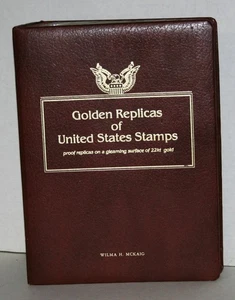 Golden Replicas
of
United States Stamps
proof replicas on a gleaming surface of 22kt gold
WILMA H. MCKAIG